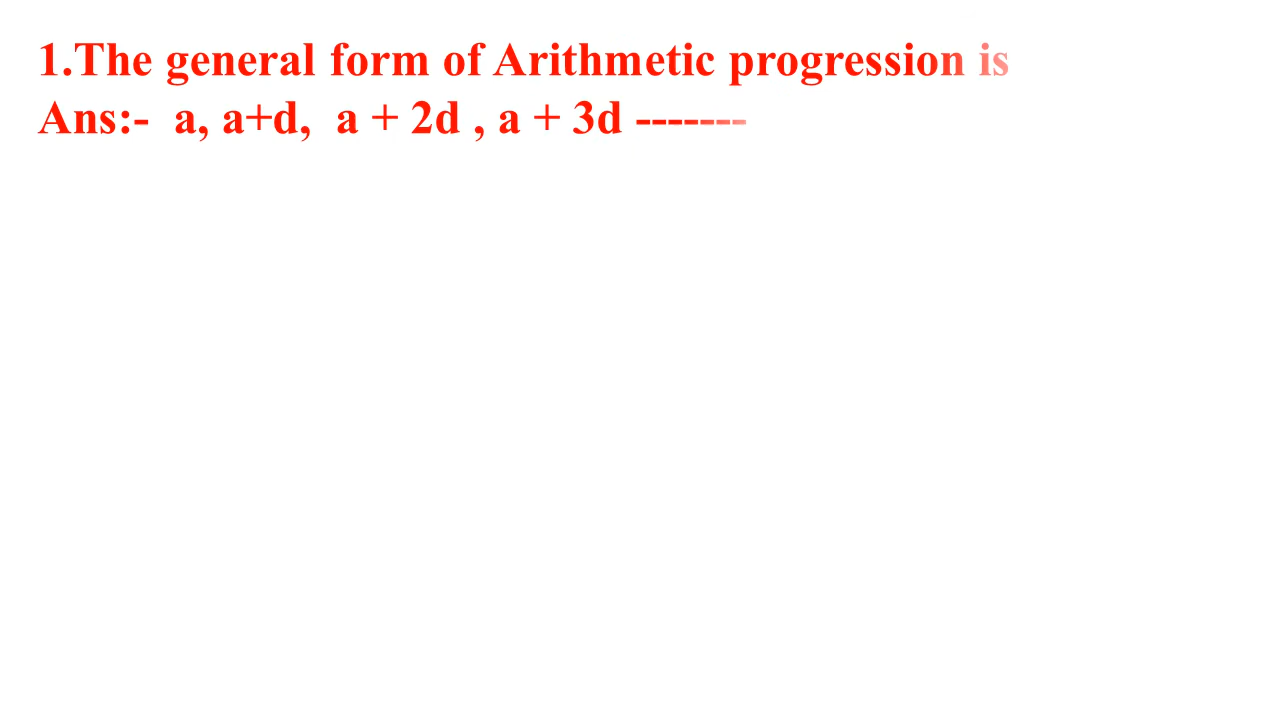 1.The general form of Arithmetic progression is
Ans:-  a, a+d,  a + 2d , a + 3d -------